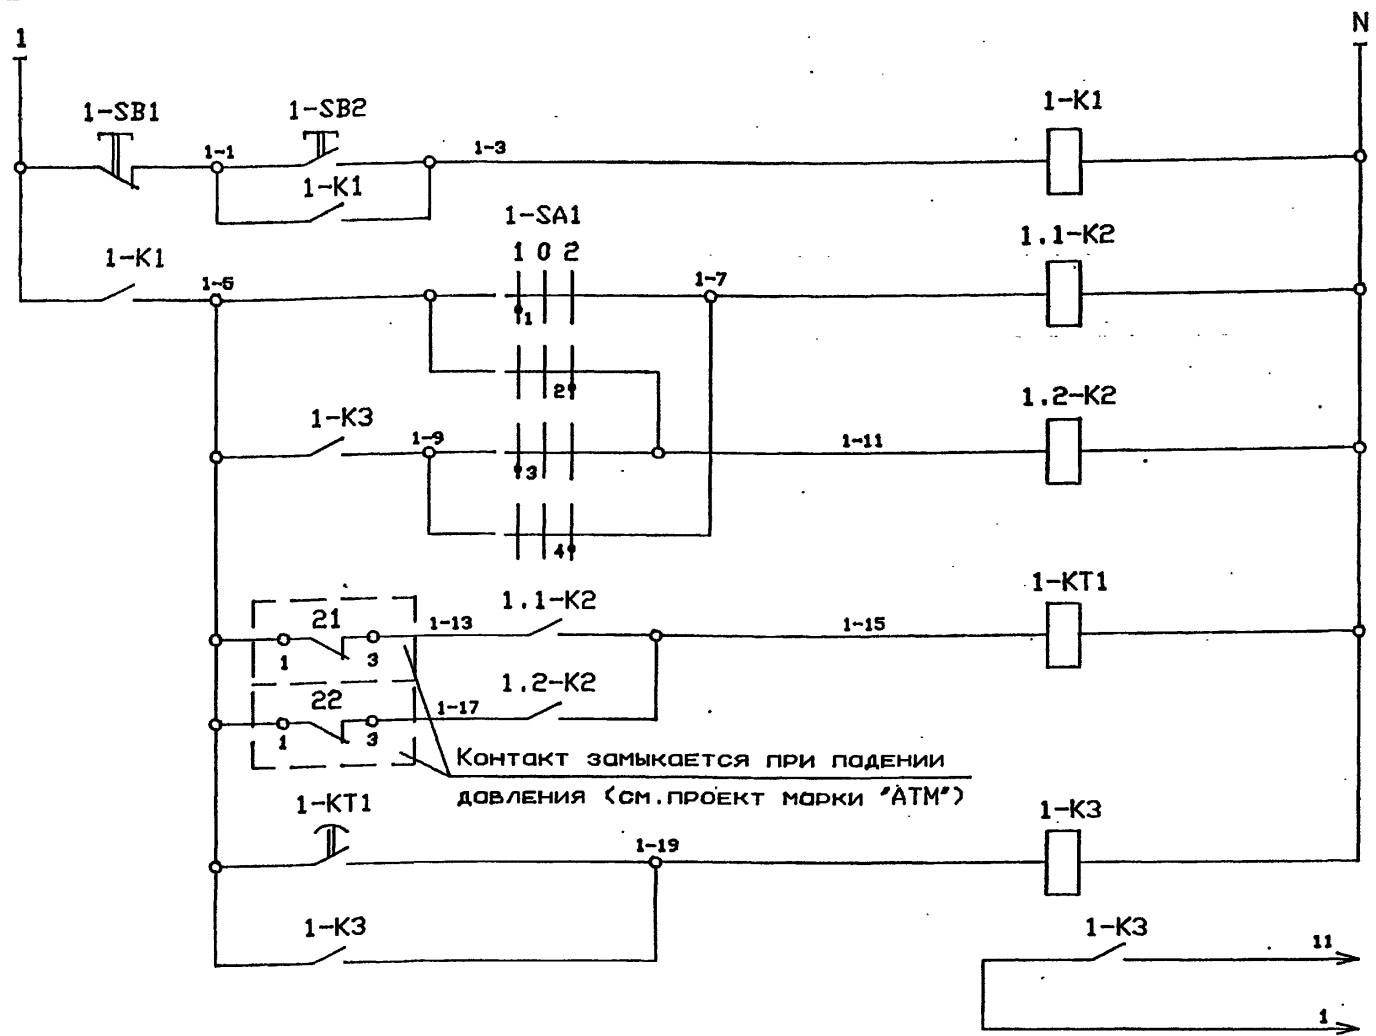 1
N
1-SB1
1-SB2
1-K1
1-1
1-3
1-K1
1-SA1
1 0 2
1.1-K2
1-K1
1-5
1-7
1
2
1.2-K2
1-K3
1-9
1-11
3
4
1-KT1
21
1.1-K2
1-13
1-15
1
3
22
1.2-K2
1-17
1
3
Контакт замыкается при падении
давления (см.проект марки "АТМ")
1-KT1
1-K3
1-19
1-K3
1-K3
11
1